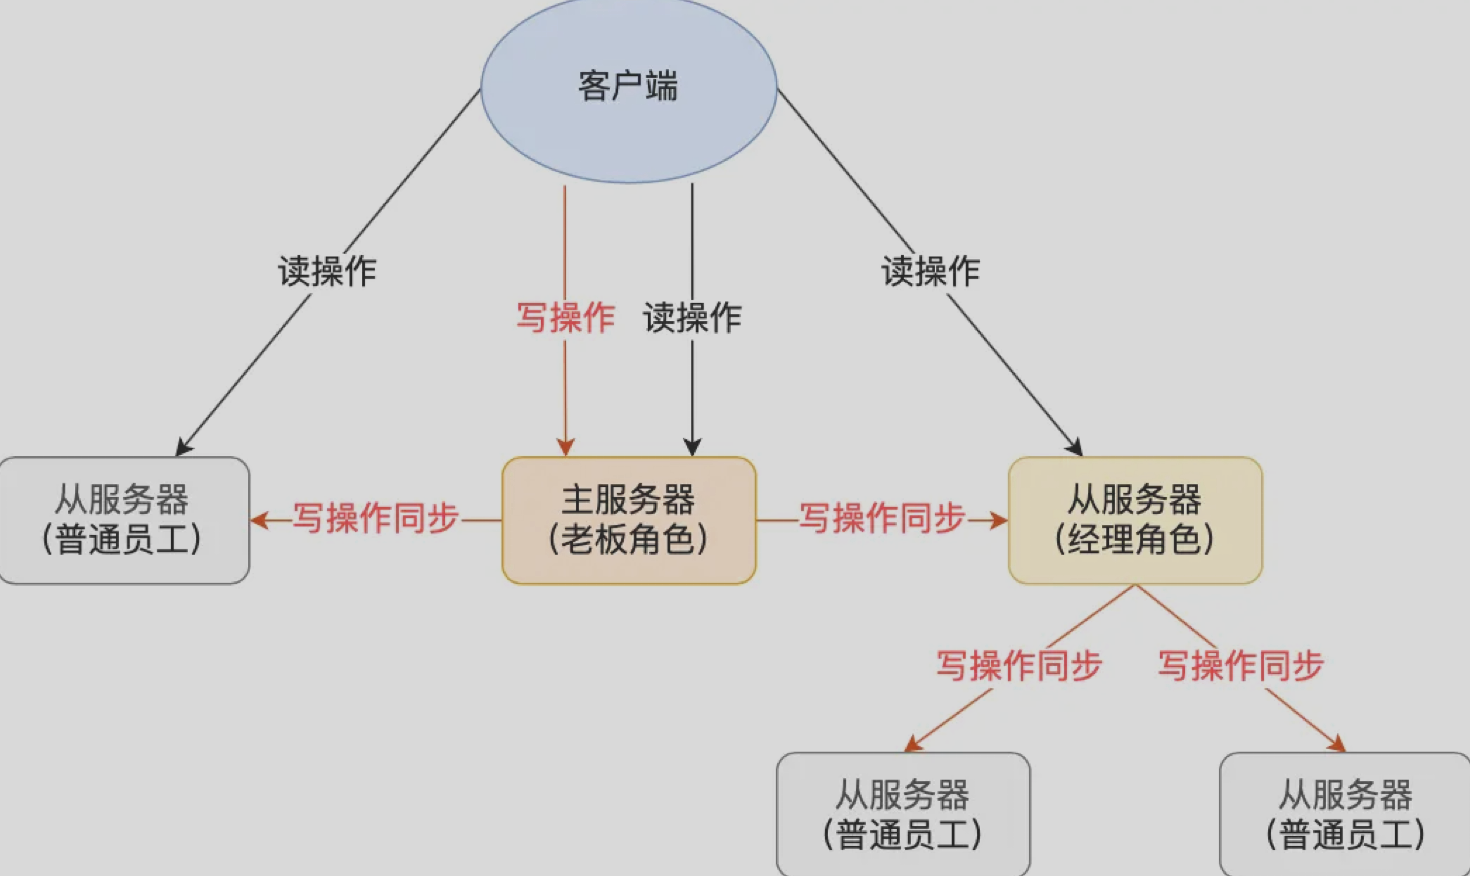 客户端
读操作
读操作
写操作
读操作
从服务器
(普通员工)
写操作同步
主服务器
(老板角色)
写操作同步
从服务器
(经理角色)
写操作同步
写操作同步
从服务器
(普通员工)
从服务器
(普通员工)